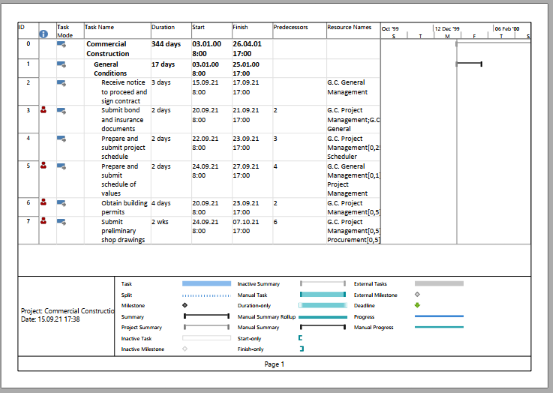 ID Task Mode Task Name Duration Start Finish Predecessors Resource Names Oct '99 12 Dec '99 06 Feb '00
S T M F T S
0 Commercial Construction 344 days 03.01.00 8:00 26.04.01 17:00
1 General Conditions 17 days 03.01.00 8:00 25.01.00 17:00
2 Receive notice to proceed and sign contract 3 days 15.09.21 8:00 17.09.21 17:00 G.C. General Management
3 Submit bond and insurance documents 2 days 20.09.21 8:00 21.09.21 17:00 2 G.C. Project Management;G.C General
4 Prepare and submit project schedule 2 days 22.09.21 8:00 23.09.21 17:00 3 G.C. Project Management[0,2 Scheduler
5 Prepare and submit schedule of values 2 days 24.09.21 8:00 27.09.21 17:00 4 G.C. General Management[0,1 Project Management
6 Obtain building permits 4 days 20.09.21 8:00 25.09.21 17:00 2 G.C. Project Management[0,5
7 Submit preliminary shop drawings 2 wks 24.09.21 8:00 07.10.21 17:00 6 G.C. Project Management[0,5 Procurement[0,5
Project: Commercial Constructio
Date: 15.09.21 17:38
Task Inactive Summary External Tasks
Split Manual Task External Milestone
Milestone Duration-only Deadline
Summary Manual Summary Rollup Progress
Project Summary Manual Summary Manual Progress
Inactive Task Start-only
Inactive Milestone Finish-only
Page 1